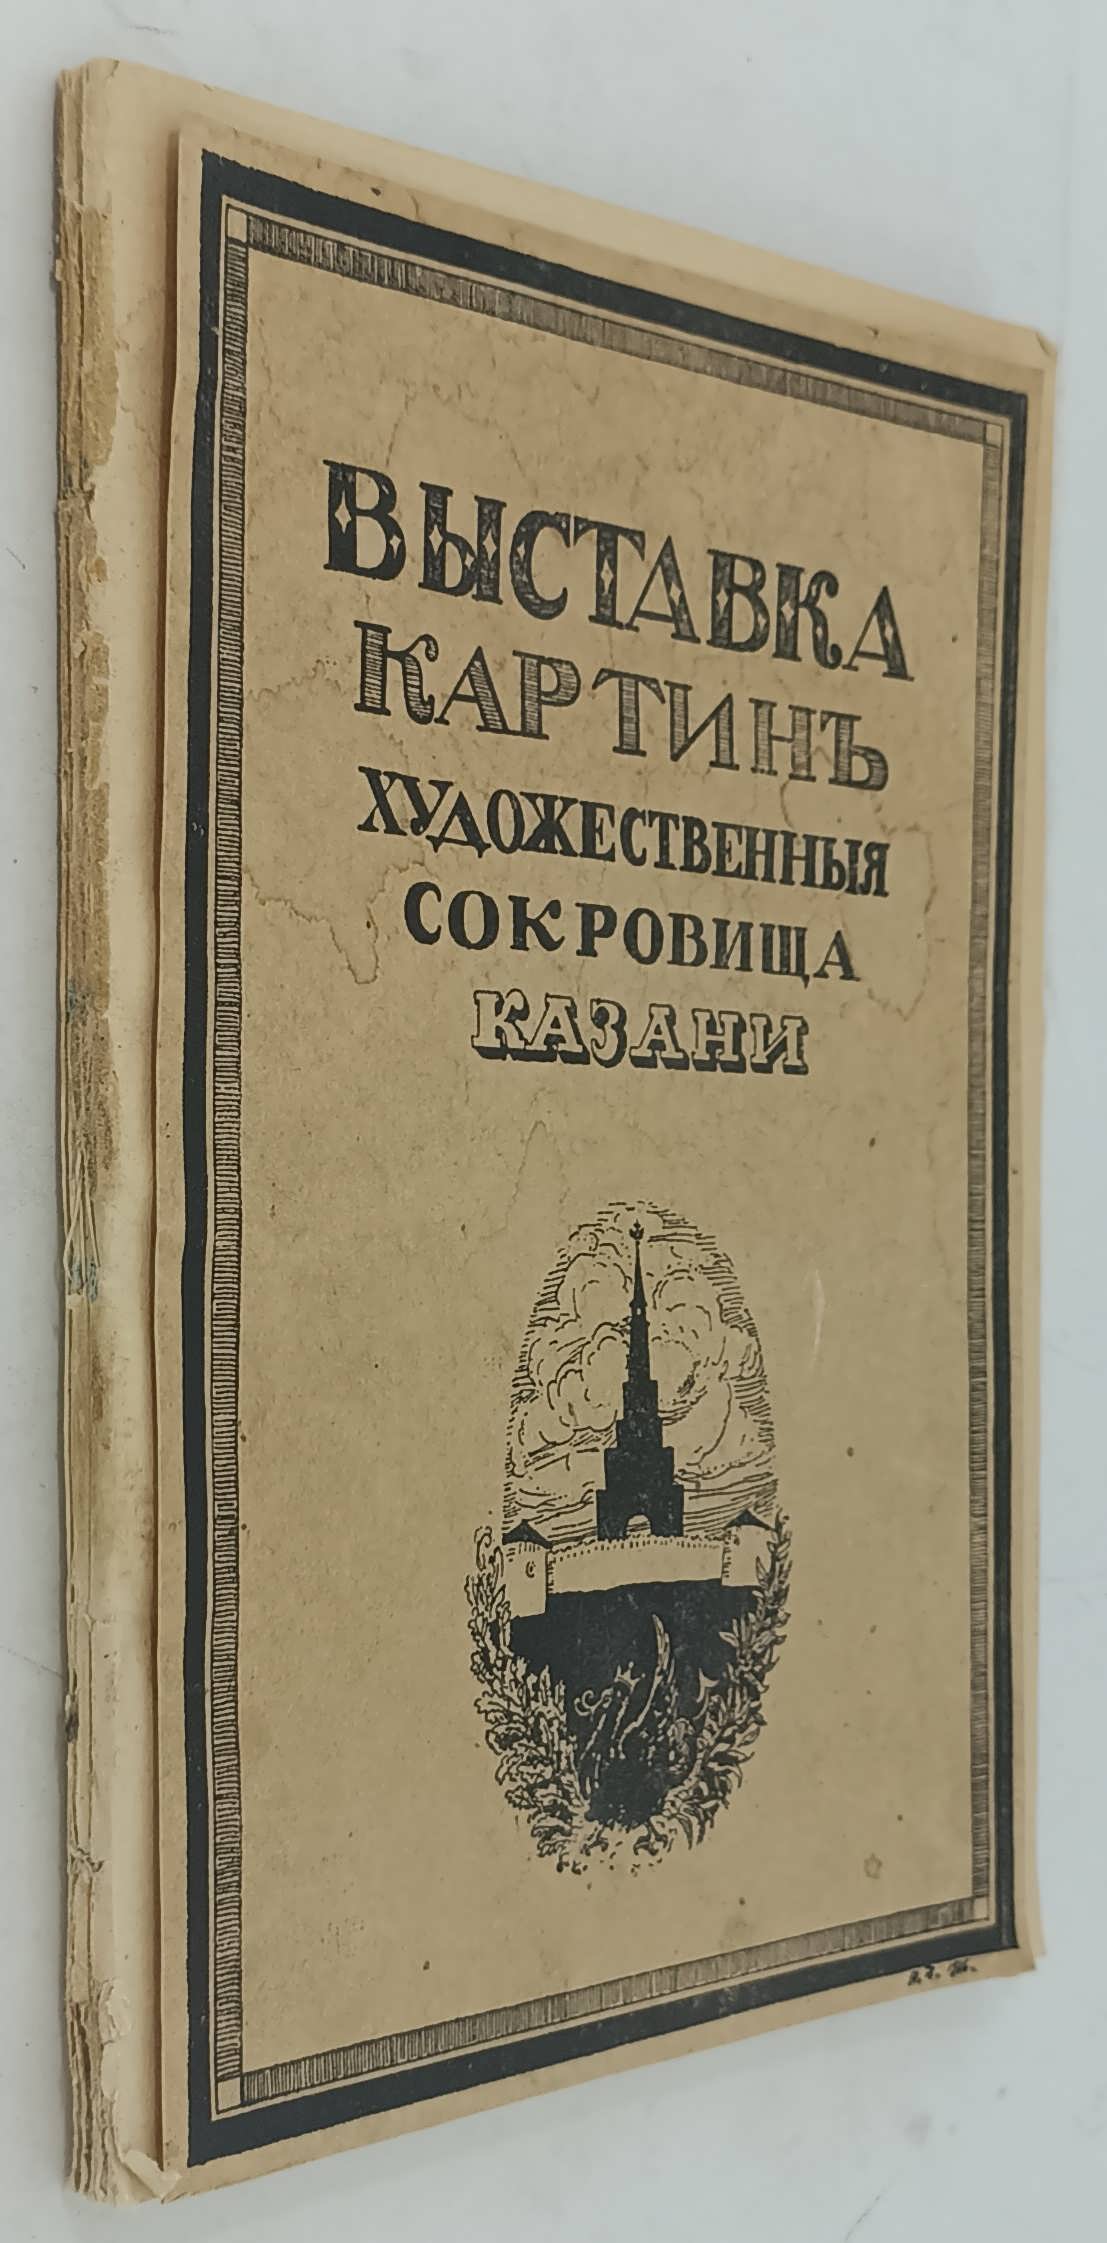 ВЫСТАВКА
КАРТИНЪ
ХУДОЖЕСТВЕННЫЯ
СОКРОВИЩА
КАЗАНИ